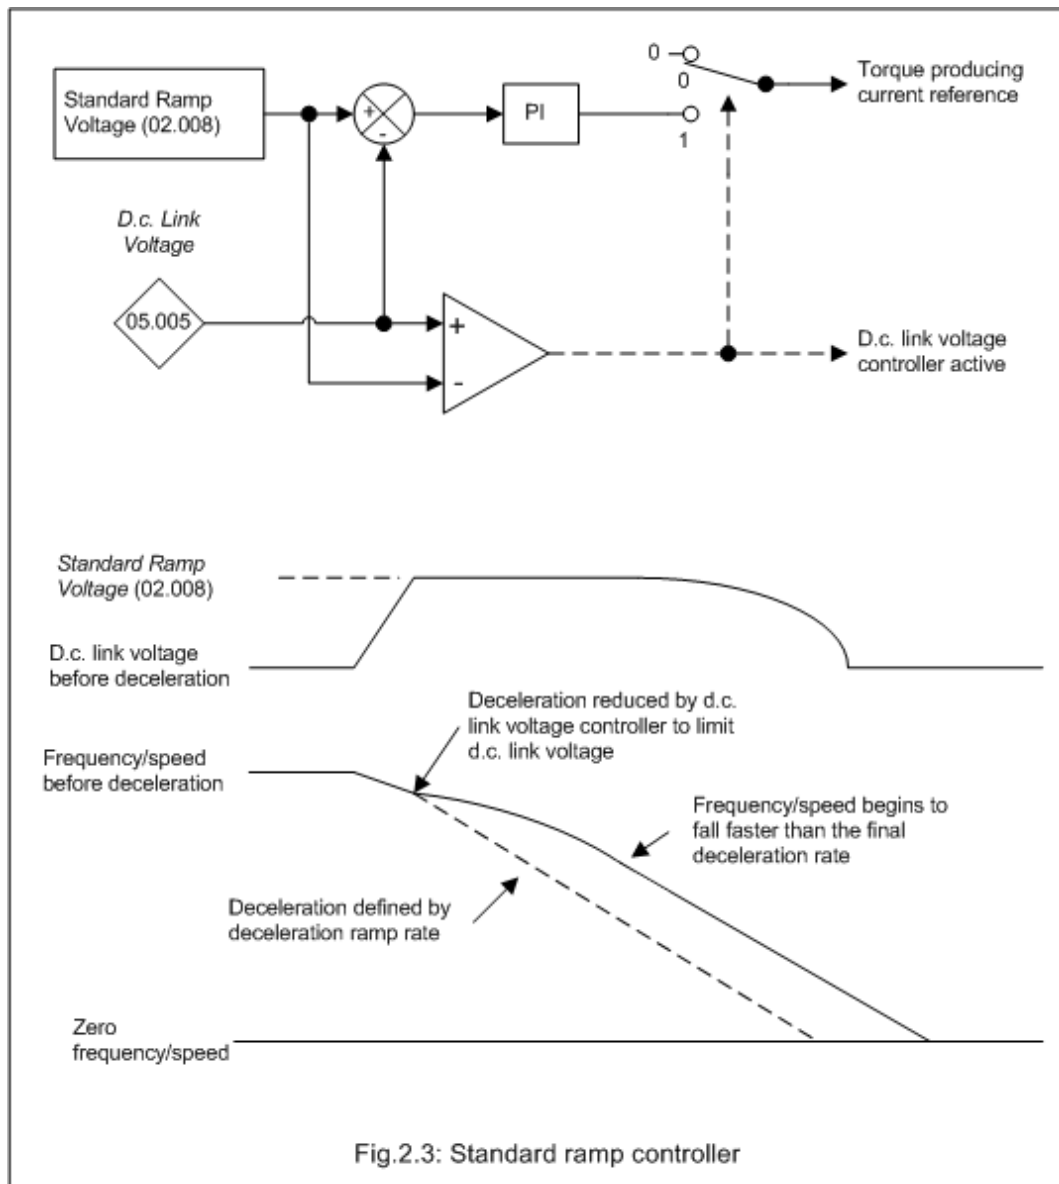 0
0
1
Standard Ramp
Voltage (02.008)
+
-
PI
Torque producing
current reference
D.c. Link
Voltage
05.005
+
-
D.c. link voltage
controller active
Standard Ramp
Voltage (02.008)
D.c. link voltage
before deceleration
Deceleration reduced by d.c.
link voltage controller to limit
d.c. link voltage
Frequency/speed
before deceleration
Frequency/speed begins to
fall faster than the final
deceleration rate
Deceleration defined by
deceleration ramp rate
Zero
frequency/speed
Fig.2.3: Standard ramp controller